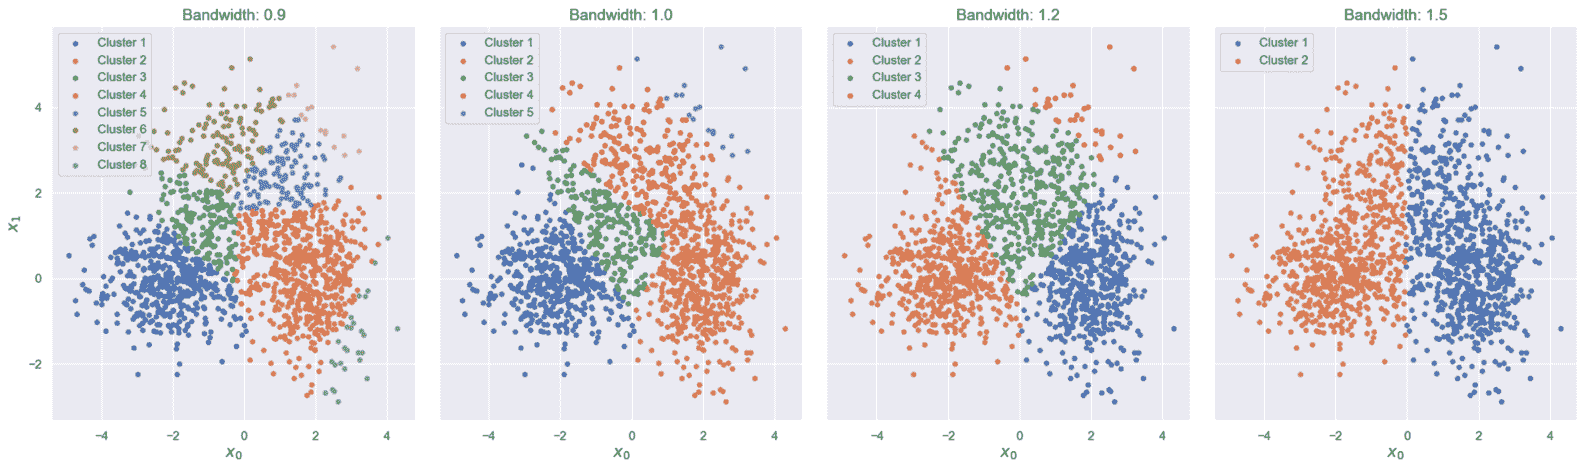 Bandwidth: 0.9
Cluster 1
Cluster 2
Cluster 3
Cluster 4
Cluster 5
Cluster 6
Cluster 7
Cluster 8
4
2
0
−2
x1
−4 −2 0 2 4
x0
Bandwidth: 1.0
Cluster 1
Cluster 2
Cluster 3
Cluster 4
Cluster 5
−4 −2 0 2 4
x0
Bandwidth: 1.2
Cluster 1
Cluster 2
Cluster 3
Cluster 4
−4 −2 0 2 4
x0
Bandwidth: 1.5
Cluster 1
Cluster 2
−4 −2 0 2 4
x0